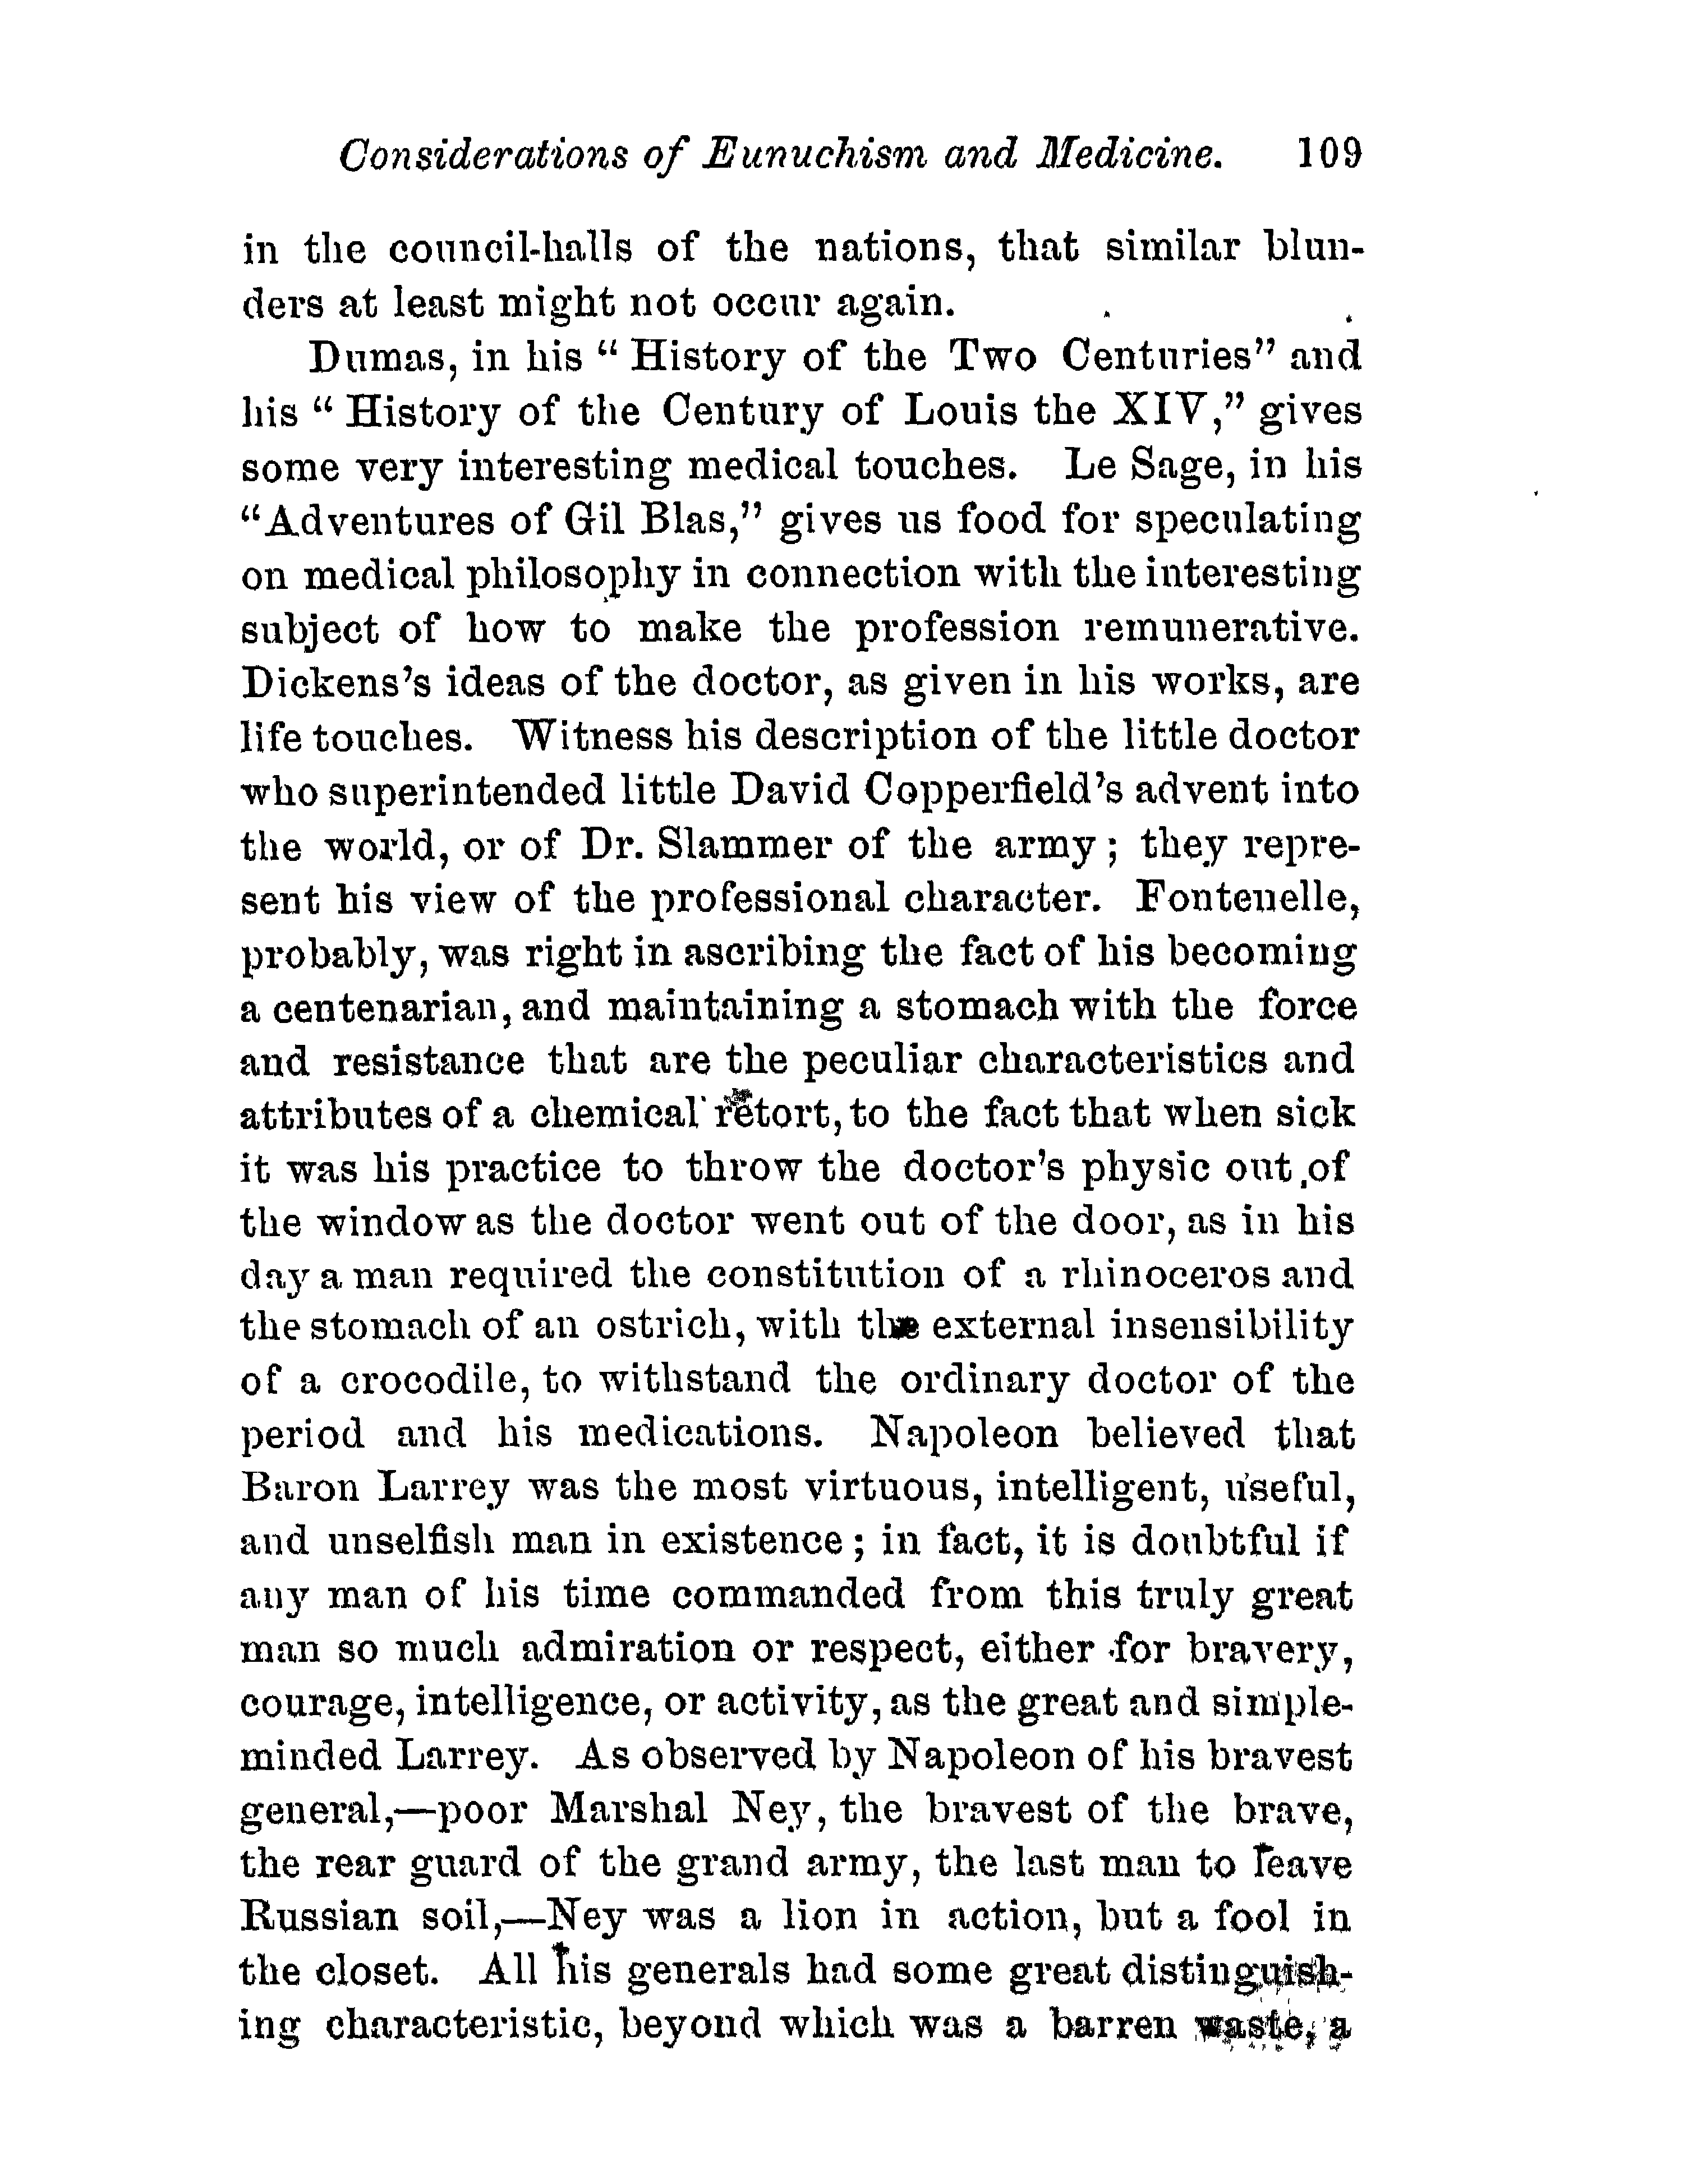 Considerations of Eunuchism and Medicine. 109
in the council-halls of the nations, that similar blun-
ders at least might not occur again.
Dumas, in his “ History of the Two Centuries” and
his “ History of the Century of Louis the XIV,” gives
some very interesting medical touches. Le Sage, in his
“Adventures of Gil Blas,” gives us food for speculating
on medical philosophy in connection with the interesting
subject of how to make the profession remunerative.
Dickens’s ideas of the doctor, as given in his works, are
life touches. Witness his description of the little doctor
who superintended little David Copperfield’s advent into
the world, or of Dr. Slammer of the army ; they repre-
sent his view of the professional character. Fontenelle,
probably, was right in ascribing the fact of his becoming
a centenarian, and maintaining a stomach with the force
and resistance that are the peculiar characteristics and
attributes of a chemical retort, to the fact that when sick
it was his practice to throw the doctor’s physic out of
the window as the doctor went out of the door, as in his
day a man required the constitution of a rhinoceros and
the stomach of an ostrich, with the external insensibility
of a crocodile, to withstand the ordinary doctor of the
period and his medications. Napoleon believed that
Baron Larrey was the most virtuous, intelligent, useful,
and unselfish man in existence ; in fact, it is doubtful if
any man of his time commanded from this truly great
man so much admiration or respect, either for bravery,
courage, intelligence, or activity, as the great and simple-
minded Larrey. As observed by Napoleon of his bravest
general,—poor Marshal Ney, the bravest of the brave,
the rear guard of the grand army, the last man to leave
Russian soil,—Ney was a lion in action, but a fool in
the closet. All his generals had some great distinguish-
ing characteristic, beyond which was a barren waste, a